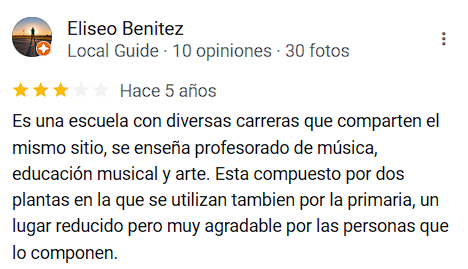 Eliseo Benitez
Local Guide · 10 opiniones · 30 fotos
Hace 5 años
Es una escuela con diversas carreras que comparten el
mismo sitio, se enseña profesorado de música,
educación musical y arte. Esta compuesto por dos
plantas en la que se utilizan tambien por la primaria, un
lugar reducido pero muy agradable por las personas que
lo componen.